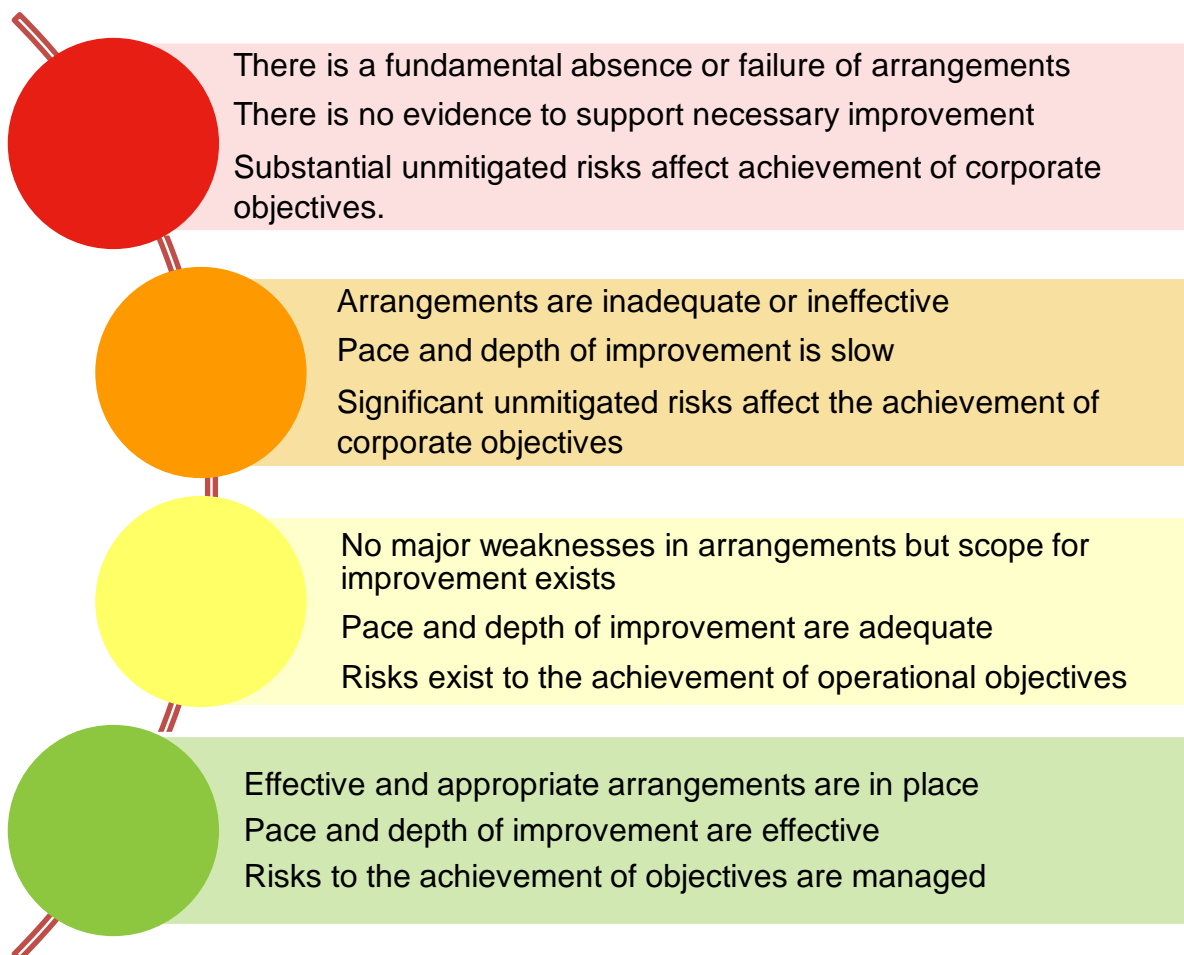 There is a fundamental absence or failure of arrangements
There is no evidence to support necessary improvement
Substantial unmitigated risks affect achievement of corporate
objectives.
Arrangements are inadequate or ineffective
Pace and depth of improvement is slow
Significant unmitigated risks affect the achievement of
corporate objectives
No major weaknesses in arrangements but scope for
improvement exists
Pace and depth of improvement are adequate
Risks exist to the achievement of operational objectives
Effective and appropriate arrangements are in place
Pace and depth of improvement are effective
Risks to the achievement of objectives are managed